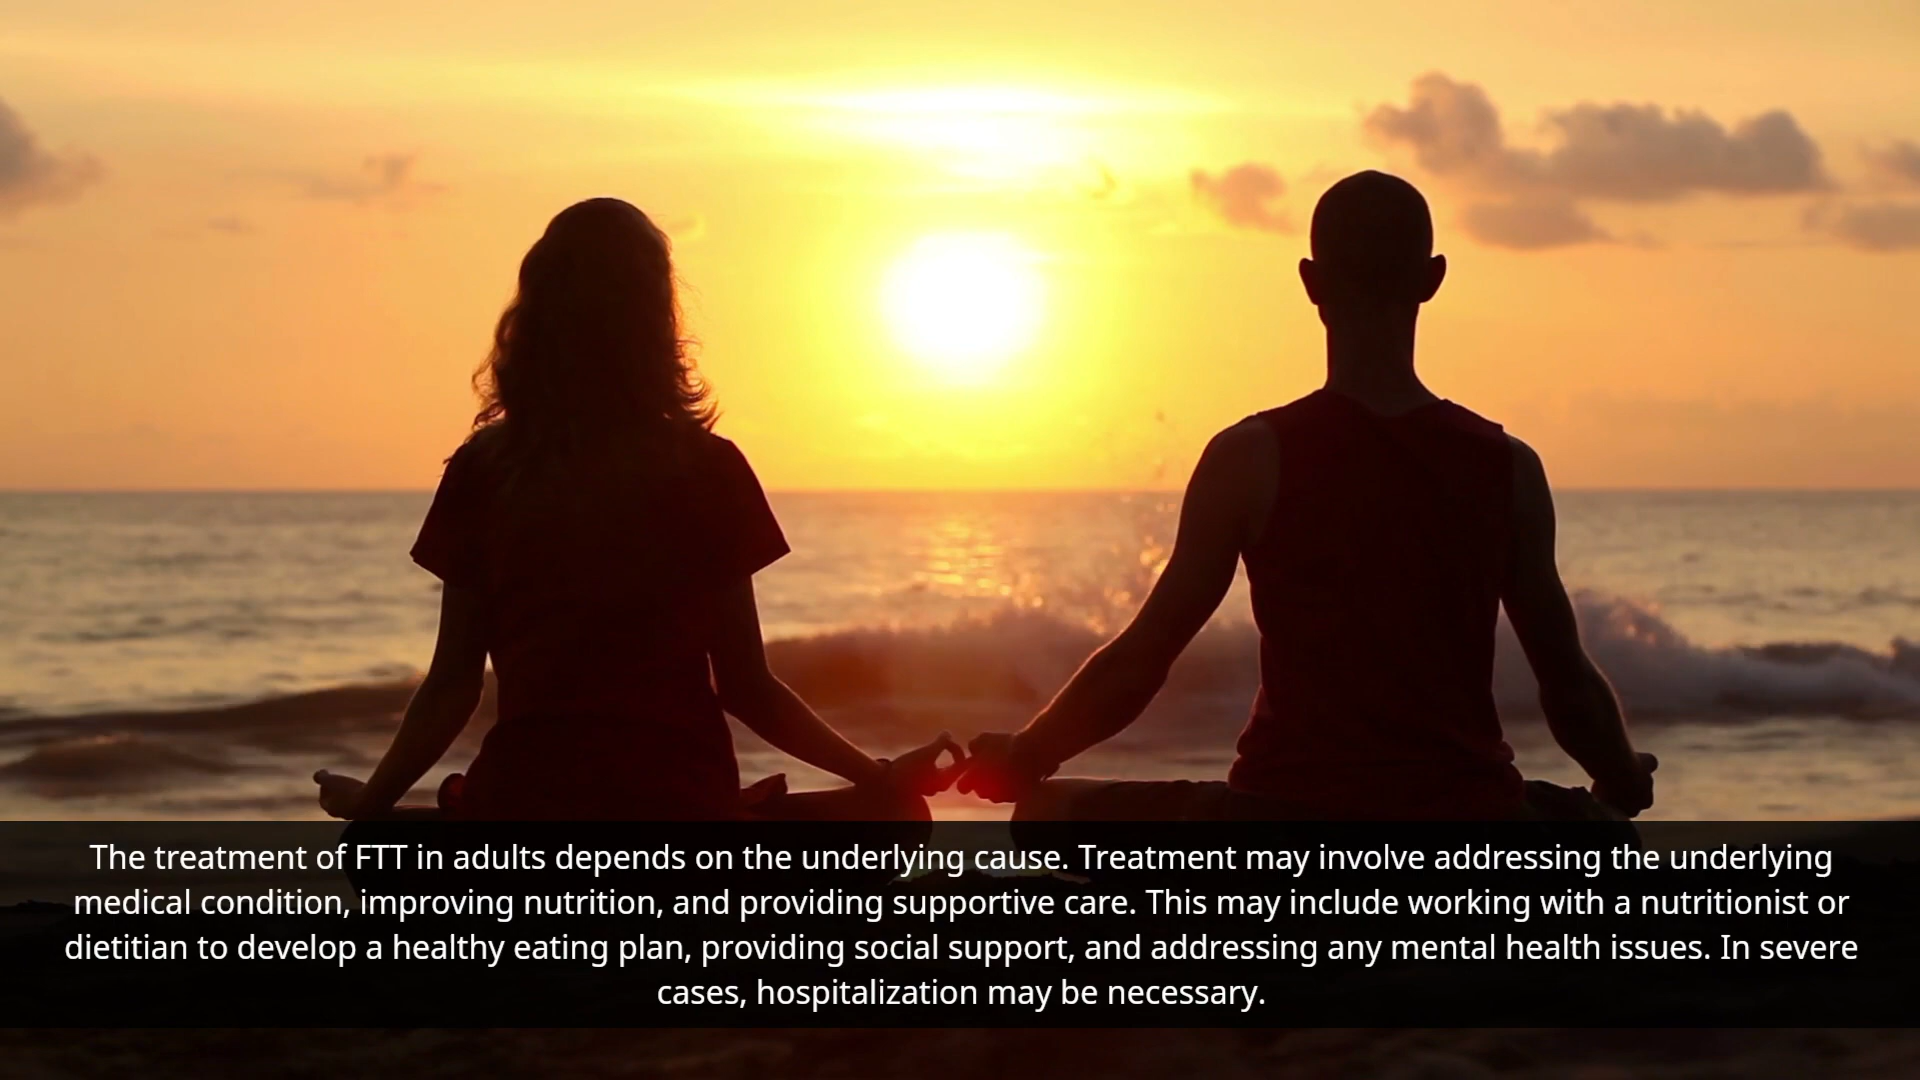 The treatment of FTT in adults depends on the underlying cause. Treatment may involve addressing the underlying
medical condition, improving nutrition, and providing supportive care. This may include working with a nutritionist or
dietitian to develop a healthy eating plan, providing social support, and addressing any mental health issues. In severe
cases, hospitalization may be necessary.